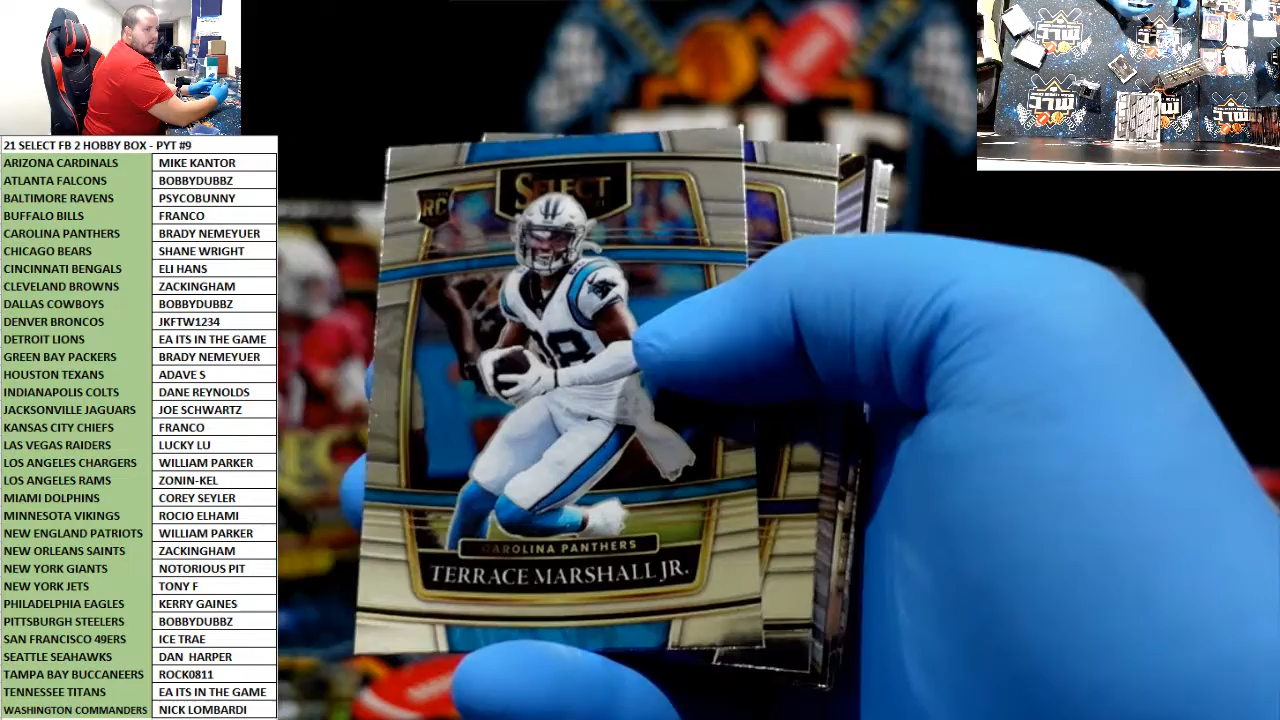 21 SELECT FB 2 HOBBY BOX - PYT #9
ARIZONA CARDINALS MIKE KANTOR
ATLANTA FALCONS BOBBYDUBBZ
BALTIMORE RAVENS PSYCOBUNNY
BUFFALO BILLS FRANCO
CAROLINA PANTHERS BRADY NEMEYUER
CHICAGO BEARS SHANE WRIGHT
CINCINNATI BENGALS ELI HANS
CLEVELAND BROWNS ZACKINGHAM
DALLAS COWBOYS BOBBYDUBBZ
DENVER BRONCOS JKFTW1234
DETROIT LIONS EA ITS IN THE GAME
GREEN BAY PACKERS BRADY NEMEYUER
HOUSTON TEXANS ADAVE S
INDIANAPOLIS COLTS DANE REYNOLDS
JACKSONVILLE JAGUARS JOE SCHWARTZ
KANSAS CITY CHIEFS FRANCO
LAS VEGAS RAIDERS LUCKY LU
LOS ANGELES CHARGERS WILLIAM PARKER
LOS ANGELES RAMS ZONIN-KEL
MIAMI DOLPHINS COREY SEYLER
MINNESOTA VIKINGS ROCIO ELHAMI
NEW ENGLAND PATRIOTS WILLIAM PARKER
NEW ORLEANS SAINTS ZACKINGHAM
NEW YORK GIANTS NOTORIOUS PIT
NEW YORK JETS TONY F
PHILADELPHIA EAGLES KERRY GAINES
PITTSBURGH STEELERS BOBBYDUBBZ
SAN FRANCISCO 49ERS ICE TRAE
SEATTLE SEAHAWKS DAN HARPER
TAMPA BAY BUCCANEERS ROCK0811
TENNESSEE TITANS EA ITS IN THE GAME
WASHINGTON COMMANDERS NICK LOMBARDI
SELECT
RC
CAROLINA PANTHERS
TERRACE MARSHALL JR.